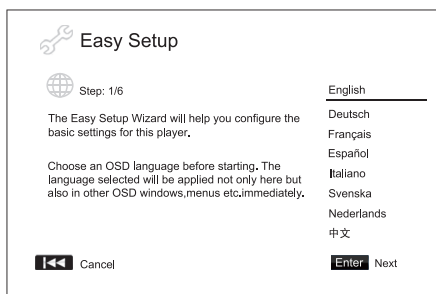 Easy Setup
Step: 1/6
The Easy Setup Wizard will help you configure the
basic settings for this player.
Choose an OSD language before starting. The
language selected will be applied not only here but
also in other OSD windows,menus etc.immediately.
English
Deutsch
Français
Español
Italiano
Svenska
Nederlands
中文
Cancel
Enter Next